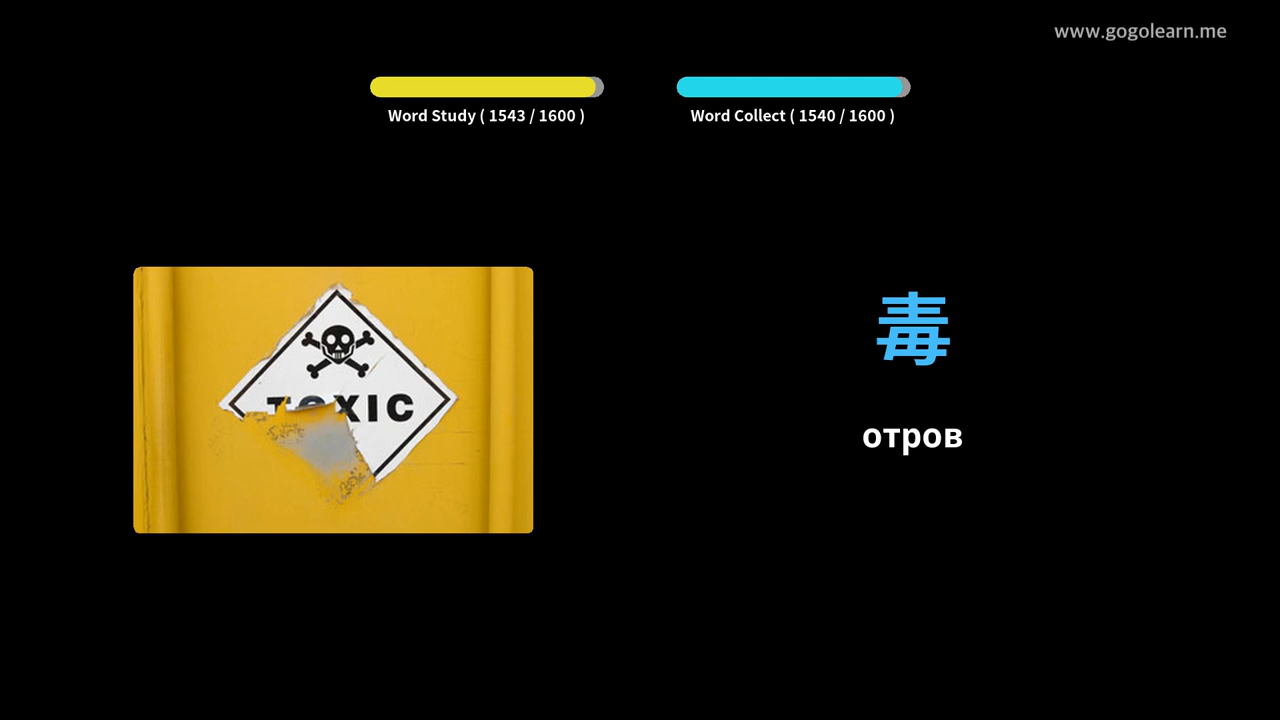 www.gogolearn.me
Word Study ( 1543 / 1600 )
Word Collect ( 1540 / 1600 )
毒
TOXIC
отров